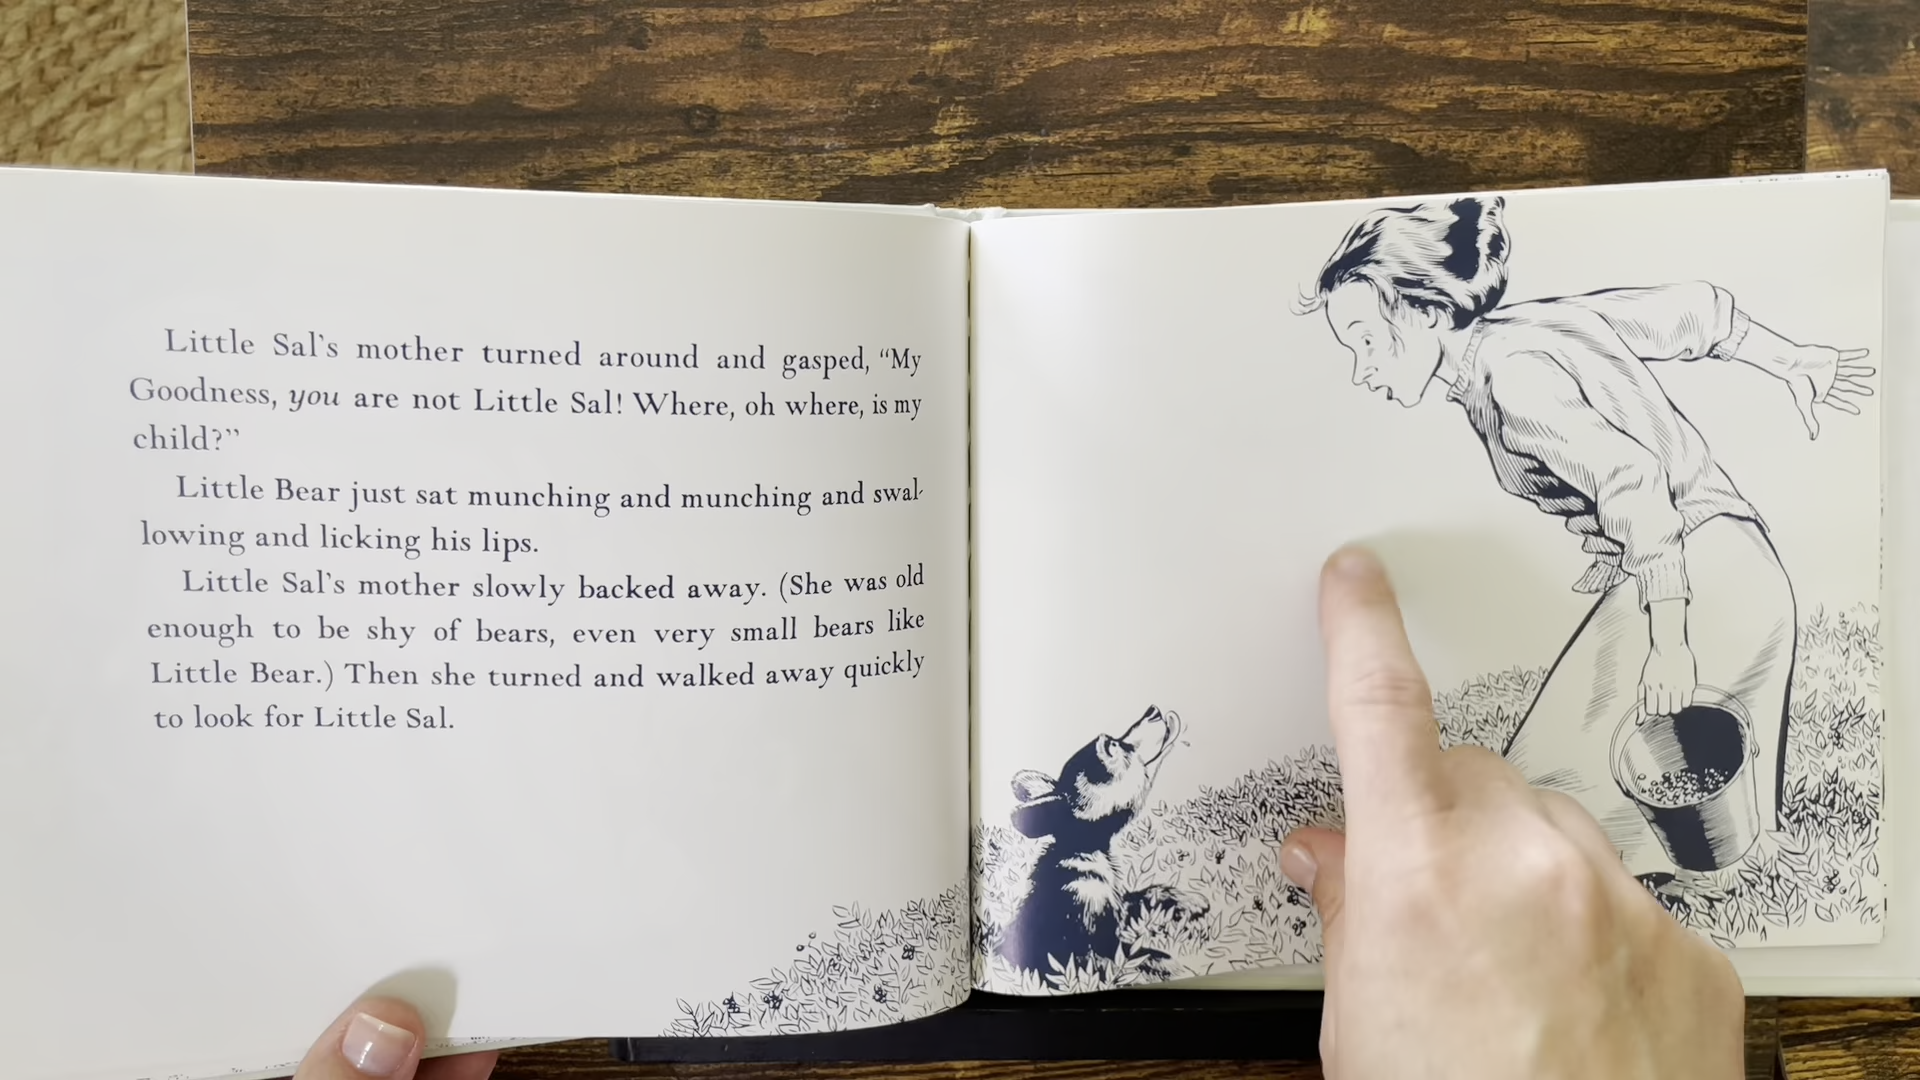 Little Sal's mother turned around and gasped, “My
Goodness, you are not Little Sal! Where, oh where, is my
child?”
Little Bear just sat munching and munching and swal-
lowing and licking his lips.
Little Sal's mother slowly backed away. (She was old
enough to be shy of bears, even very small bears like
Little Bear.) Then she turned and walked away quickly
to look for Little Sal.